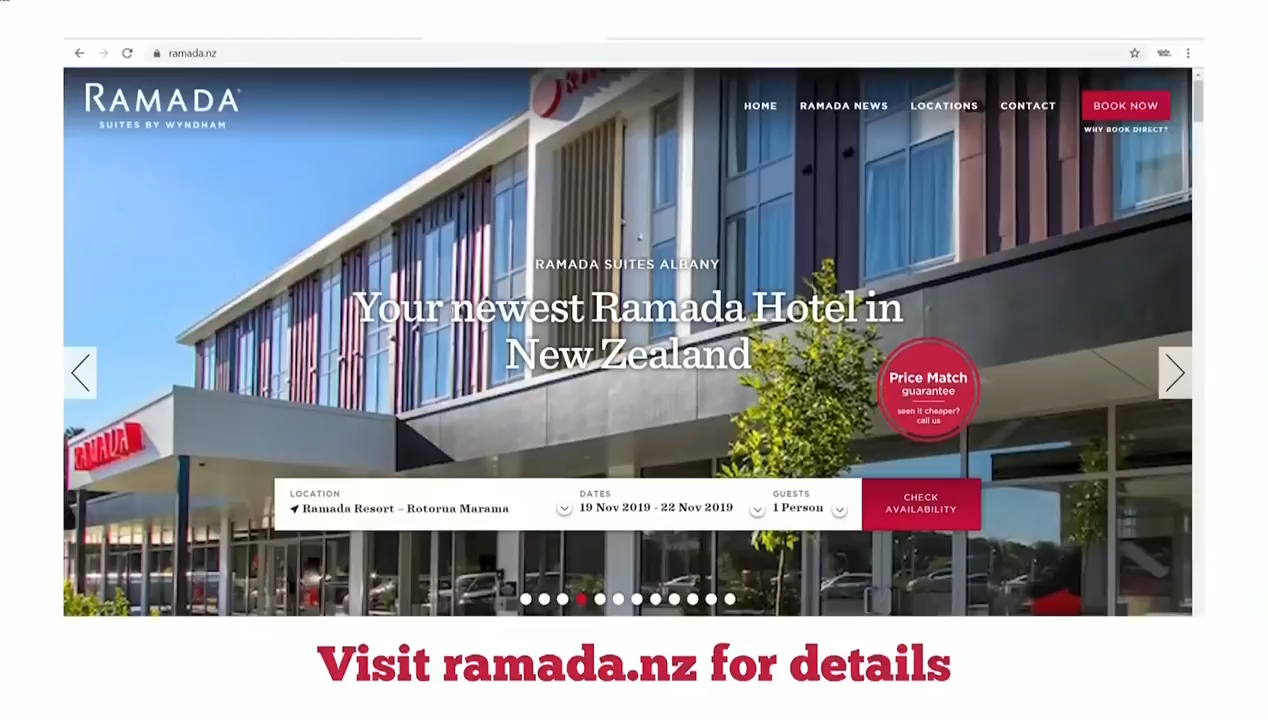 ramada.nz
RAMADA
SUITES BY WYNDHAM
HOME RAMADA NEWS LOCATIONS CONTACT BOOK NOW
WHY BOOK DIRECT?
RAMADA SUITES ALBANY
Your newest Ramada Hotel in
New Zealand
Price Match
guarantee
seen it cheaper?
call us
RAMADA
LOCATION DATES GUESTS
Ramada Resort – Rotorua Marama 19 Nov 2019 - 22 Nov 2019 1 Person
CHECK
AVAILABILITY
Visit ramada.nz for details